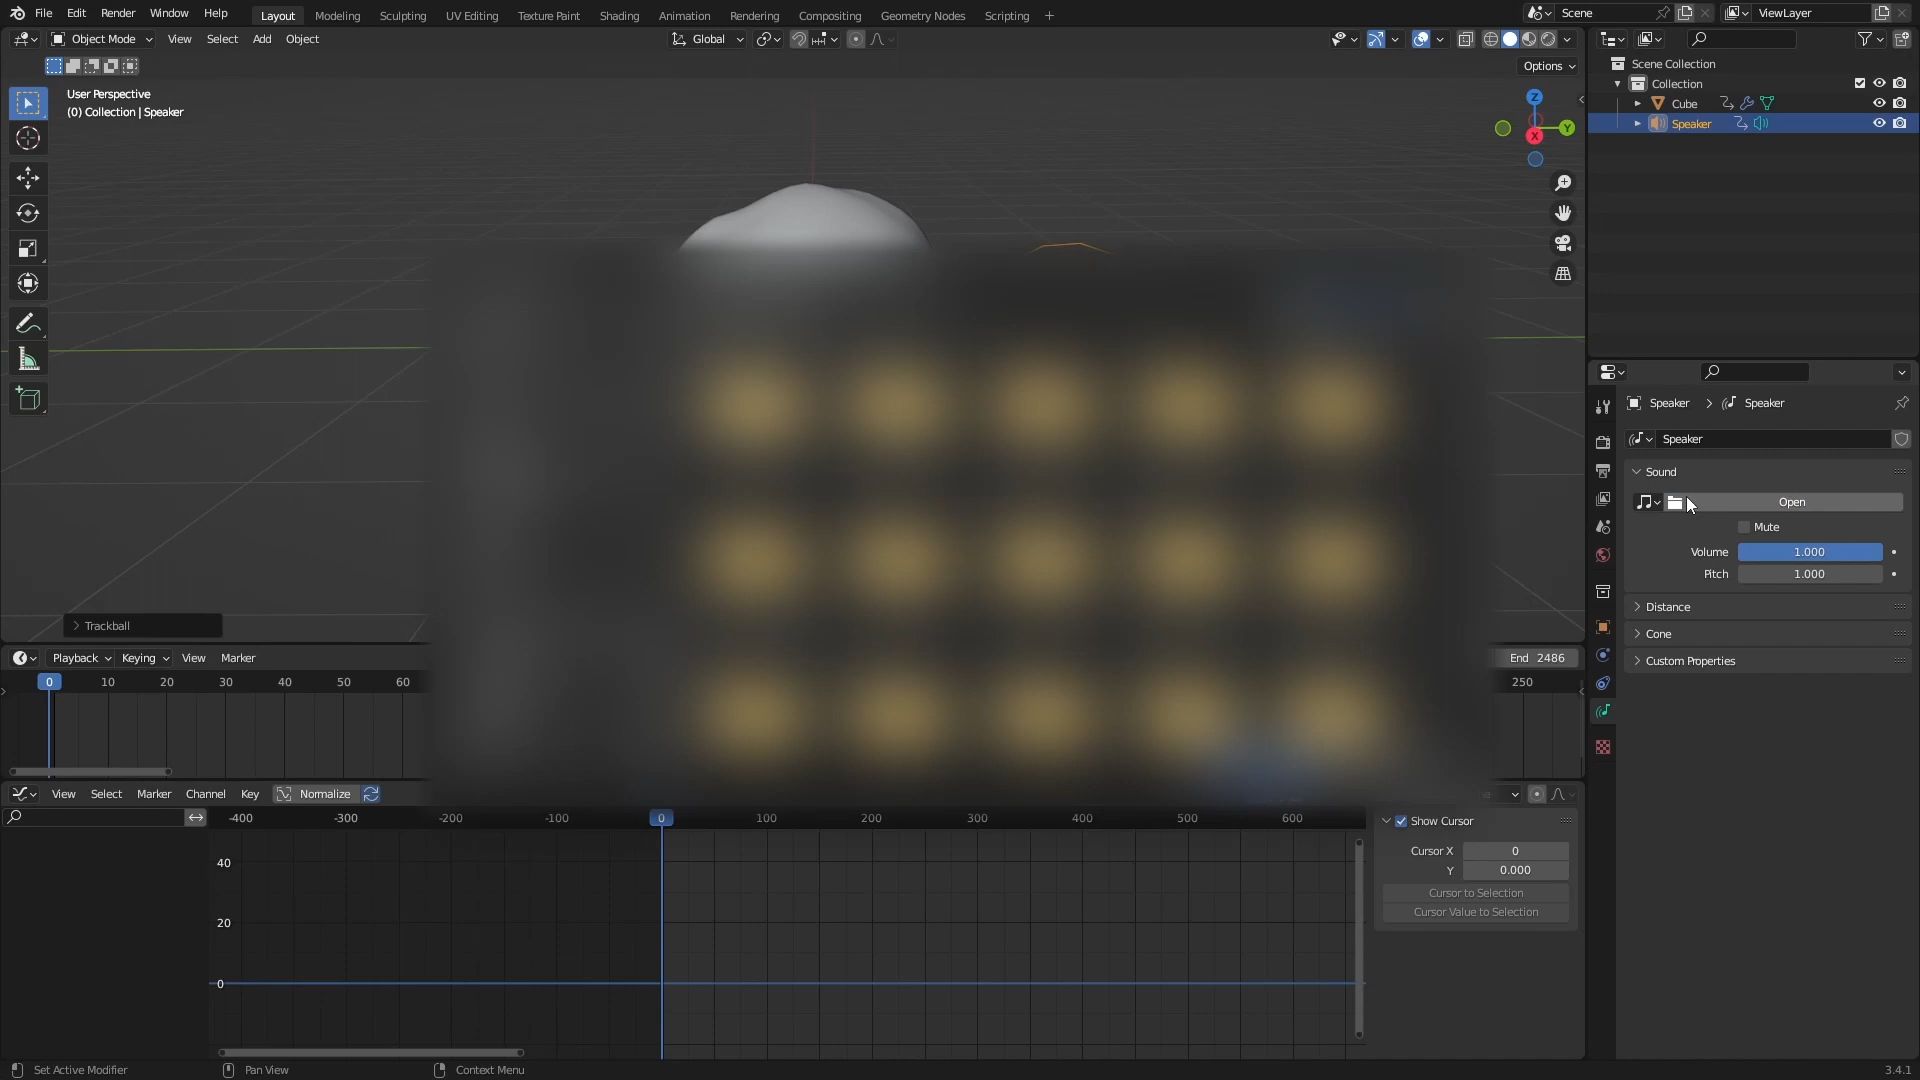 File Edit Render Window Help Layout Modeling Sculpting UV Editing Texture Paint Shading Animation Rendering Compositing Geometry Nodes Scripting + Scene ViewLayer
Object Mode View Select Add Object Global
Options
User Perspective
(0) Collection | Speaker
Z
Y
X
Trackball
Scene Collection
Collection
Cube
Speaker
Speaker > Speaker
Speaker
Sound
Open
Mute
Volume 1.000
Pitch 1.000
Distance
Cone
Custom Properties
Playback Keying View Marker End 2486
0 10 20 30 40 50 60 250
View Select Marker Channel Key Normalize
-400 -300 -200 -100 0 100 200 300 400 500 600
40
20
0
Show Cursor
Cursor X 0
Y 0.000
Cursor to Selection
Cursor Value to Selection
Set Active Modifier Pan View Context Menu 3.4.1